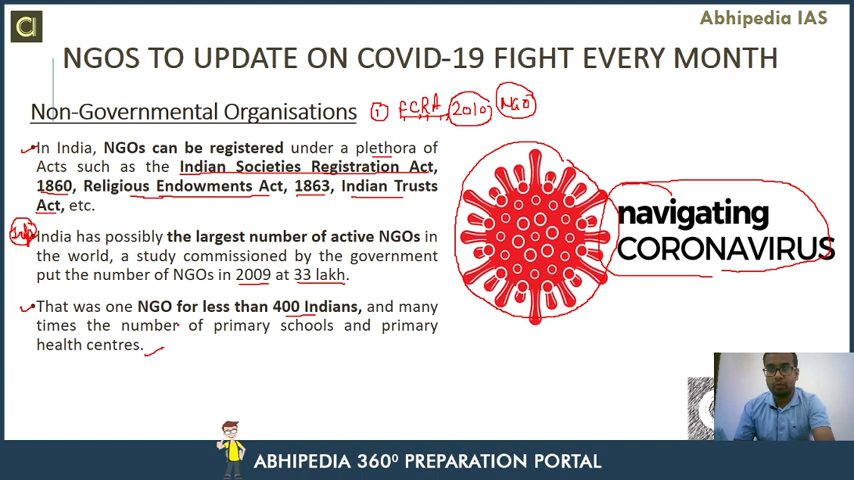 Abhipedia IAS
NGOS TO UPDATE ON COVID-19 FIGHT EVERY MONTH
Non-Governmental Organisations
① FCRA, 2010 NGO
•In India, NGOs can be registered under a plethora of
Acts such as the Indian Societies Registration Act,
1860, Religious Endowments Act, 1863, Indian Trusts
Act, etc.
•India has possibly the largest number of active NGOs in
the world, a study commissioned by the government
put the number of NGOs in 2009 at 33 lakh.
•That was one NGO for less than 400 Indians, and many
times the number of primary schools and primary
health centres.
navigating
CORONAVIRUS
ABHIPEDIA 360⁰ PREPARATION PORTAL